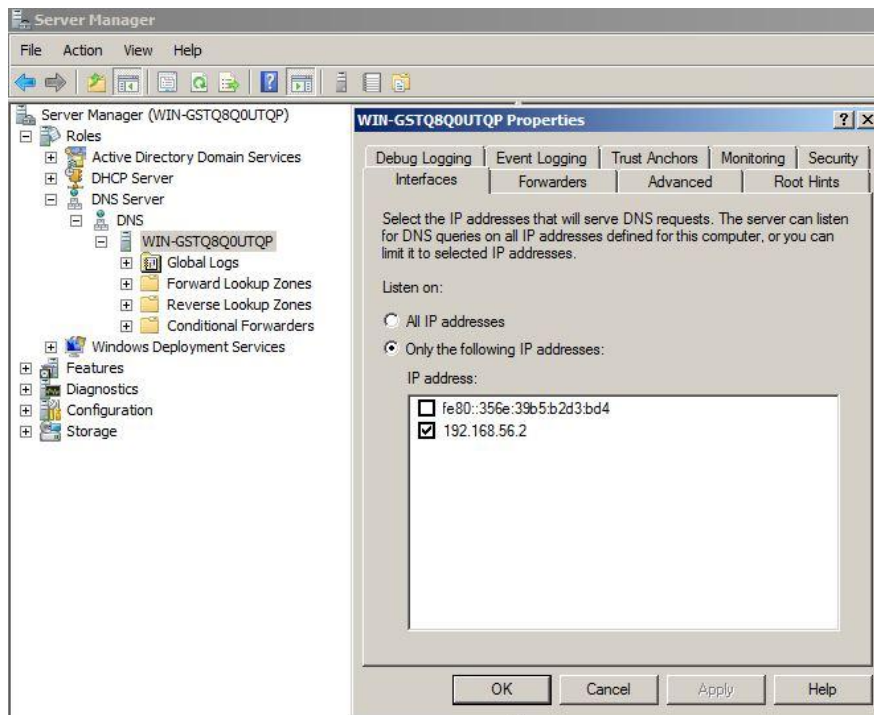 Server Manager
File Action View Help
Server Manager (WIN-GSTQ8Q0UTQP)
Roles
Active Directory Domain Services
DHCP Server
DNS Server
DNS
WIN-GSTQ8Q0UTQP
Global Logs
Forward Lookup Zones
Reverse Lookup Zones
Conditional Forwarders
Windows Deployment Services
Features
Diagnostics
Configuration
Storage
WIN-GSTQ8Q0UTQP Properties
Debug Logging Event Logging Trust Anchors Monitoring Security
Interfaces Forwarders Advanced Root Hints
Select the IP addresses that will serve DNS requests. The server can listen
for DNS queries on all IP addresses defined for this computer, or you can
limit it to selected IP addresses.
Listen on:
All IP addresses
Only the following IP addresses:
IP address:
fe80::356e:39b5:b2d3:bd4
192.168.56.2
OK Cancel Apply Help